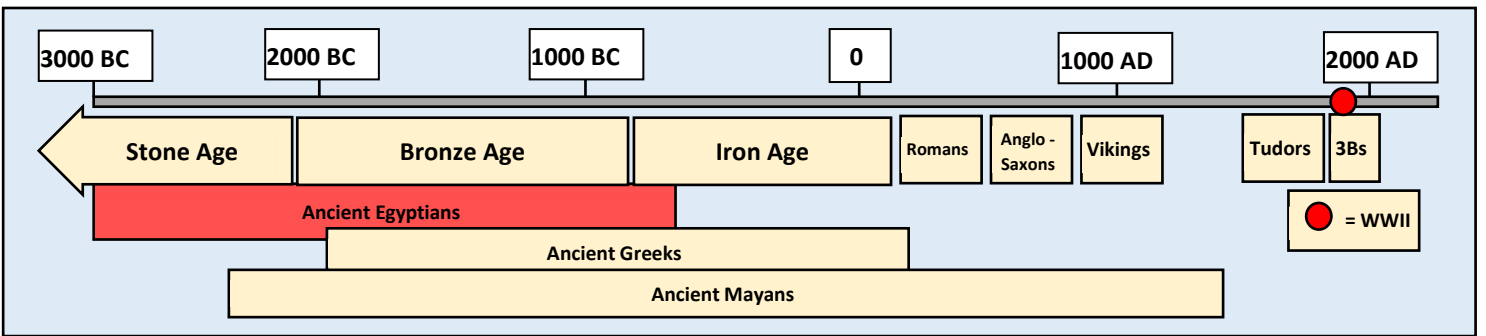 3000 BC
2000 BC
1000 BC
0
1000 AD
2000 AD
Stone Age
Bronze Age
Iron Age
Romans
Anglo -
Saxons
Vikings
Tudors
3Bs
Ancient Egyptians
= WWII
Ancient Greeks
Ancient Mayans